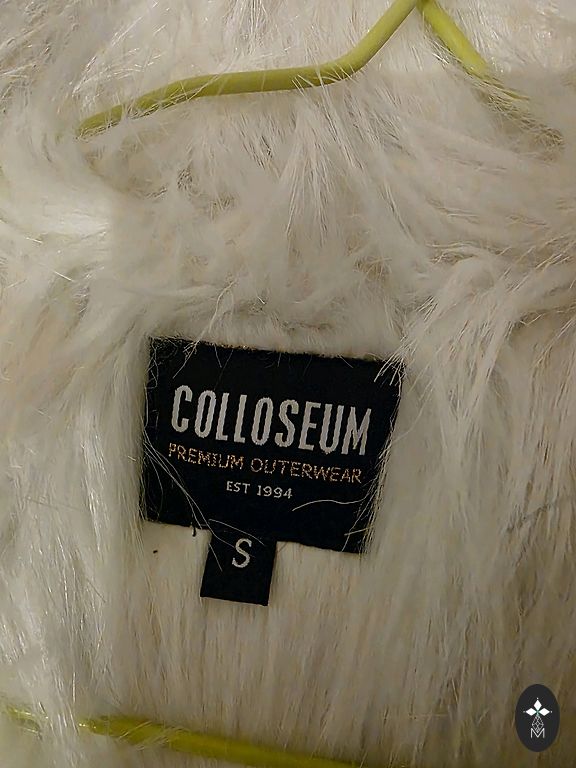 COLLOSEUM
PREMIUM OUTERWEAR
EST 1994
S
M